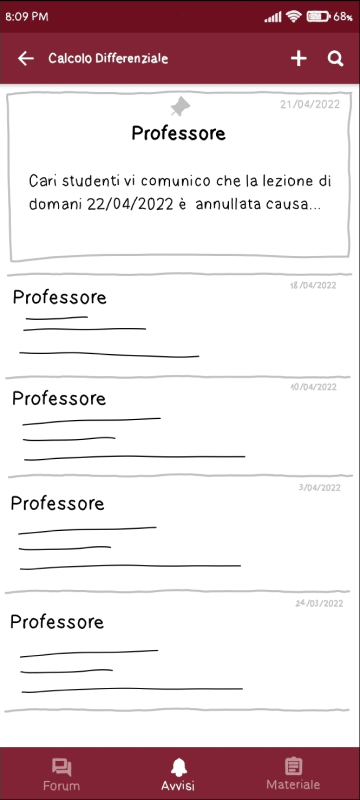 8:09 PM 68%
Calcolo Differenziale
21/04/2022
Professore
Cari studenti vi comunico che la lezione di
domani 22/04/2022 è annullata causa...
18/04/2022
Professore
10/04/2022
Professore
3/04/2022
Professore
24/03/2022
Professore
Forum Avvisi Materiale